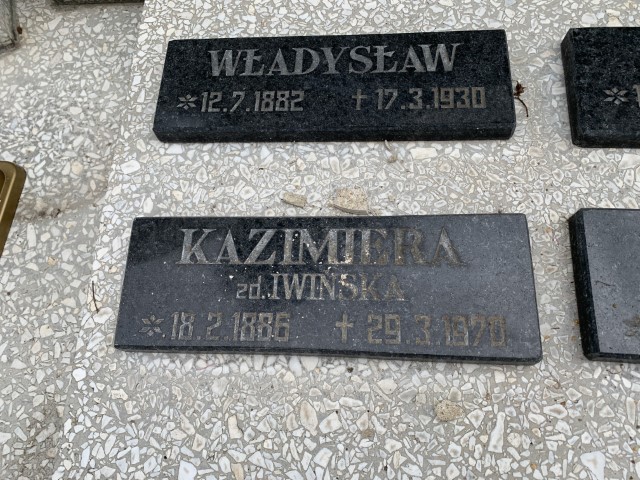 WŁADYSŁAW
* 12.7.1882 † 17.3.1930
KAZIMIERA
zd. IWIŃSKA
* 18.2.1886 † 29.3.1970